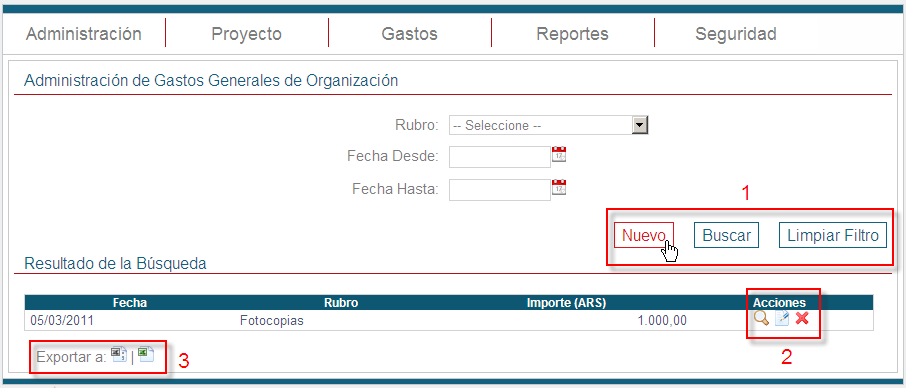 Administración Proyecto Gastos Reportes Seguridad
Administración de Gastos Generales de Organización
Rubro: -- Seleccione --
Fecha Desde:
Fecha Hasta:
1
Nuevo Buscar Limpiar Filtro
Resultado de la Búsqueda
Fecha Rubro Importe (ARS) Acciones
05/03/2011 Fotocopias 1.000,00
2
Exportar a: | 3